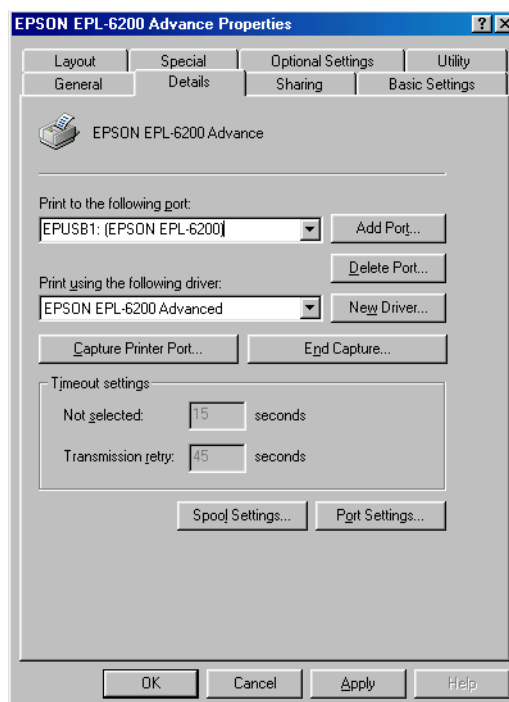 EPSON EPL-6200 Advance Properties
Layout Special Optional Settings Utility
General Details Sharing Basic Settings
EPSON EPL-6200 Advance
Print to the following port:
EPUSB1: (EPSON EPL-6200) Add Port...
Delete Port...
Print using the following driver:
EPSON EPL-6200 Advanced New Driver...
Capture Printer Port... End Capture...
Timeout settings
Not selected: 15 seconds
Transmission retry: 45 seconds
Spool Settings... Port Settings...
OK Cancel Apply Help